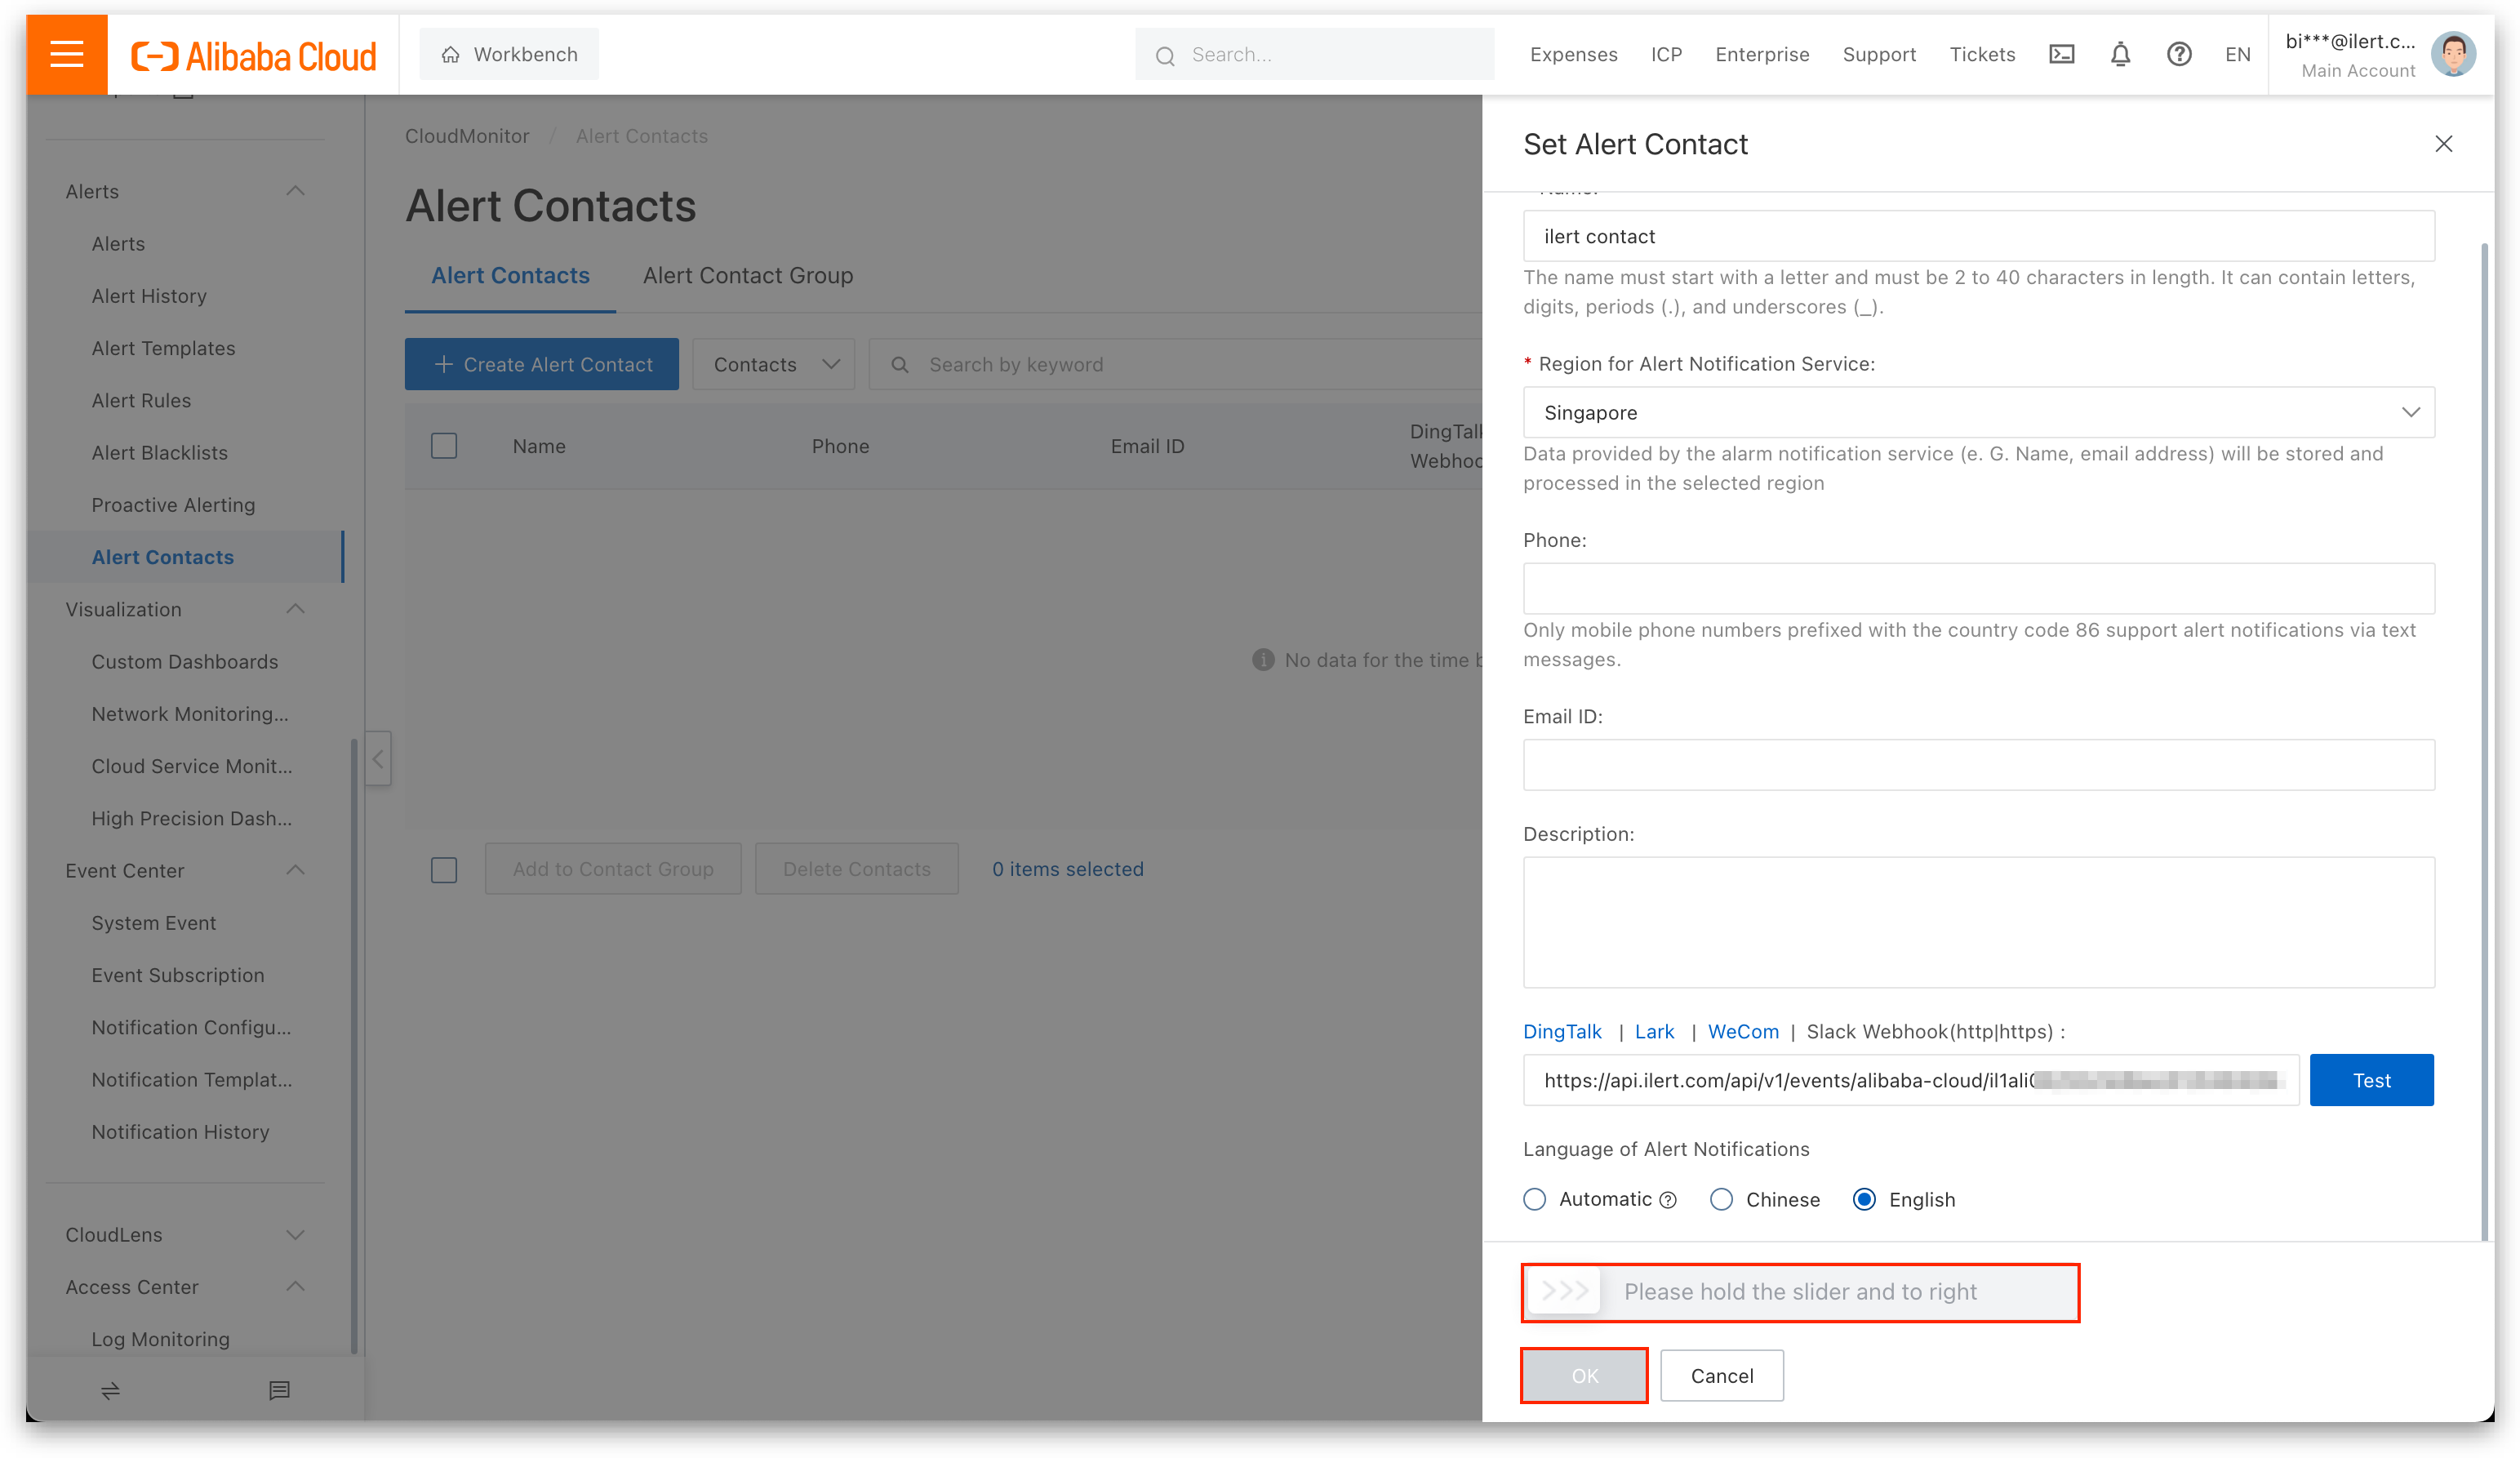 Alibaba Cloud
Workbench
Search...
Expenses
ICP
Enterprise
Support
Tickets
EN
bi***@ilert.c...
Main Account
Alerts
Alerts
Alert History
Alert Templates
Alert Rules
Alert Blacklists
Proactive Alerting
Alert Contacts
Visualization
Custom Dashboards
Network Monitoring...
Cloud Service Monit...
High Precision Dash...
Event Center
System Event
Event Subscription
Notification Configu...
Notification Templat...
Notification History
CloudLens
Access Center
Log Monitoring
CloudMonitor / Alert Contacts
Alert Contacts
Alert Contacts
Alert Contact Group
Create Alert Contact
Contacts
Search by keyword
Name
Phone
Email ID
DingTalk
Webhoo
No data for the time b
Add to Contact Group
Delete Contacts
0 items selected
Set Alert Contact
Name:
ilert contact
The name must start with a letter and must be 2 to 40 characters in length. It can contain letters,
digits, periods (.), and underscores (_).
* Region for Alert Notification Service:
Singapore
Data provided by the alarm notification service (e. G. Name, email address) will be stored and
processed in the selected region
Phone:
Only mobile phone numbers prefixed with the country code 86 support alert notifications via text
messages.
Email ID:
Description:
DingTalk | Lark | WeCom | Slack Webhook(http|https) :
https://api.ilert.com/api/v1/events/alibaba-cloud/il1ali0
Test
Language of Alert Notifications
Automatic
Chinese
English
>>> Please hold the slider and to right
OK
Cancel